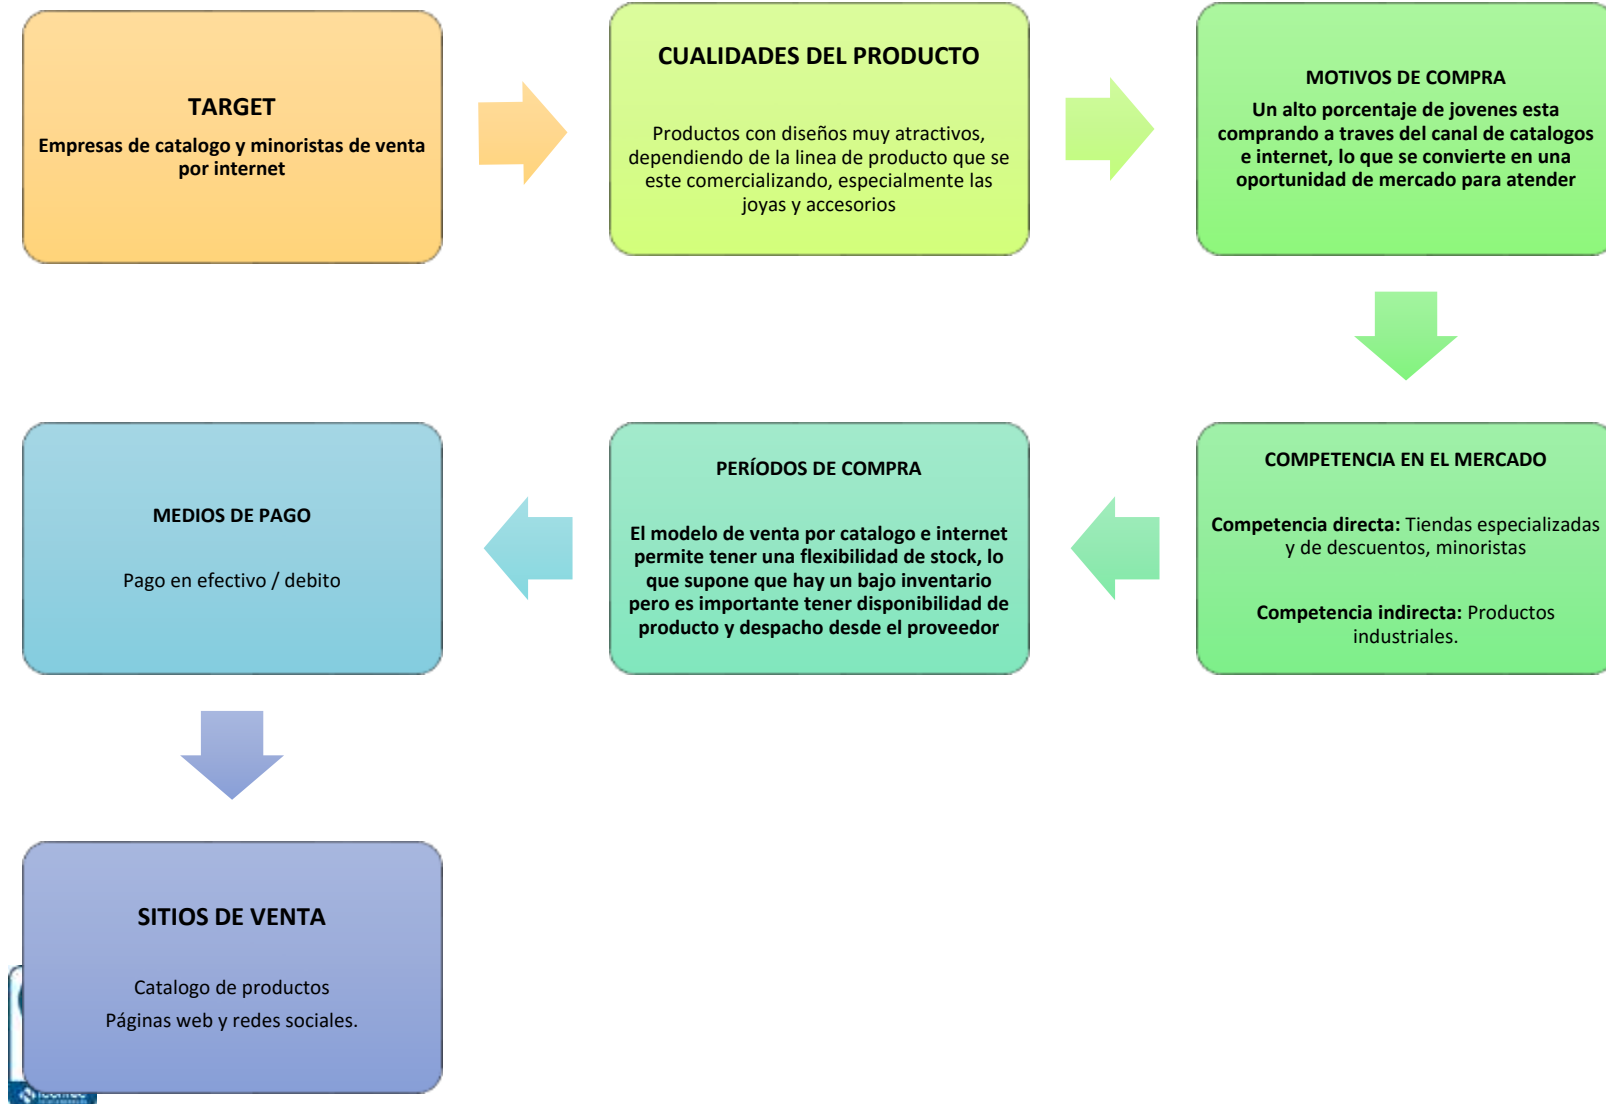 TARGET
Empresas de catalogo y minoristas de venta
por internet
CUALIDADES DEL PRODUCTO
Productos con diseños muy atractivos,
dependiendo de la linea de producto que se
este comercializando, especialmente las
joyas y accesorios
MOTIVOS DE COMPRA
Un alto porcentaje de jovenes esta
comprando a traves del canal de catalogos
e internet, lo que se convierte en una
oportunidad de mercado para atender
COMPETENCIA EN EL MERCADO
Competencia directa: Tiendas especializadas
y de descuentos, minoristas
Competencia indirecta: Productos
industriales.
PERÍODOS DE COMPRA
El modelo de venta por catalogo e internet
permite tener una flexibilidad de stock, lo
que supone que hay un bajo inventario
pero es importante tener disponibilidad de
producto y despacho desde el proveedor
MEDIOS DE PAGO
Pago en efectivo / debito
SITIOS DE VENTA
Catalogo de productos
Páginas web y redes sociales.